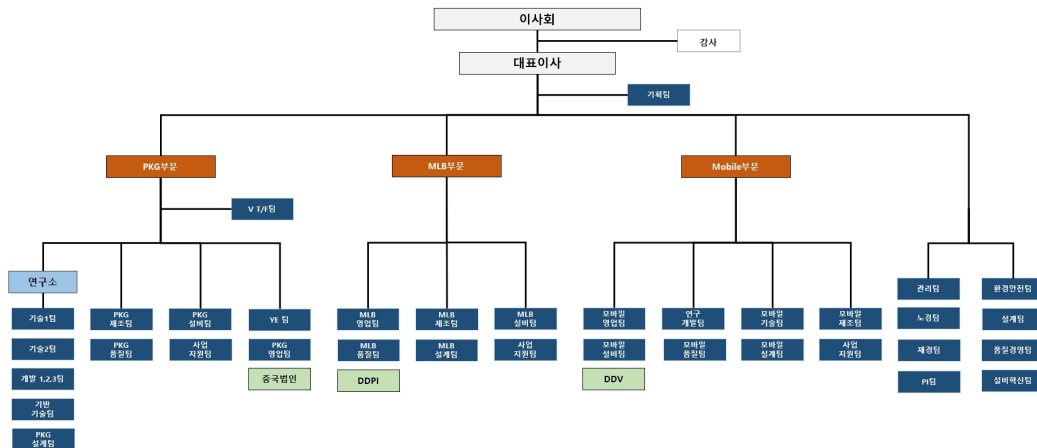 이사회
감사
대표이사
기획팀
PKG부문
MLB부문
Mobile부문
V T/F팀
연구소
기술1팀
기술2팀
개발 1,2,3팀
기반
기술팀
PKG
설계팀
PKG
제조팀
PKG
품질팀
PKG
설비팀
사업
지원팀
YE 팀
PKG
영업팀
중국법인
MLB
영업팀
MLB
품질팀
DDPI
MLB
제조팀
MLB
설계팀
MLB
설비팀
사업
지원팀
모바일
영업팀
모바일
설비팀
DDV
연구
개발팀
모바일
품질팀
모바일
기술팀
모바일
설계팀
모바일
제조팀
사업
지원팀
관리팀
노경팀
재경팀
PI팀
환경안전팀
설계팀
품질경영팀
설비혁신팀